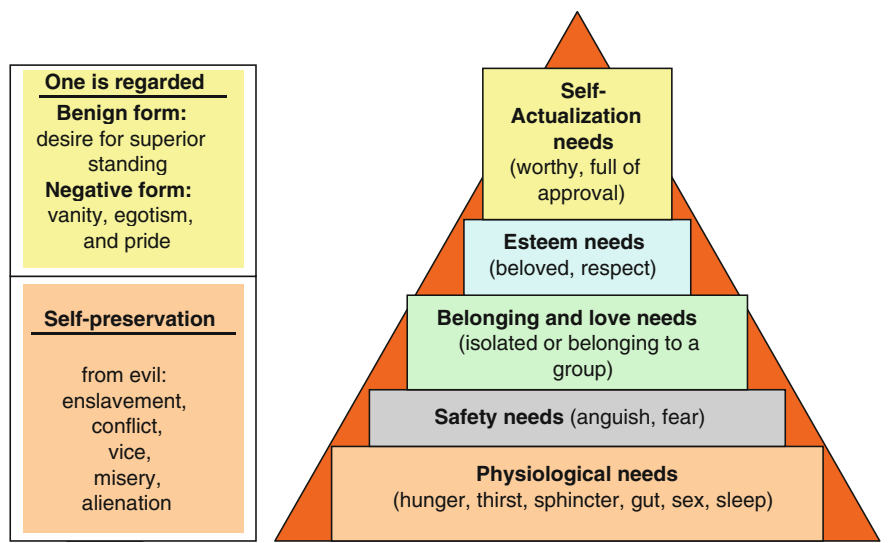 One is regarded
Benign form:
desire for superior
standing
Negative form:
vanity, egotism,
and pride
Self-preservation
from evil:
enslavement,
conflict,
vice,
misery,
alienation
Self-
Actualization
needs
(worthy, full of
approval)
Esteem needs
(beloved, respect)
Belonging and love needs
(isolated or belonging to a
group)
Safety needs (anguish, fear)
Physiological needs
(hunger, thirst, sphincter, gut, sex, sleep)